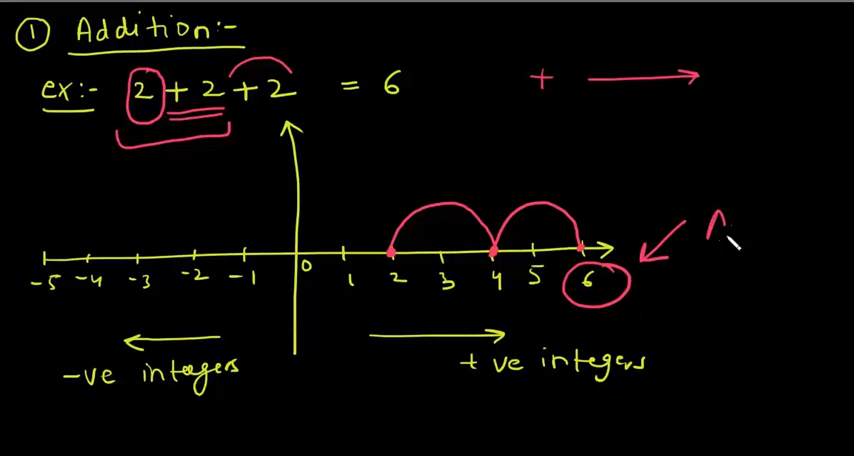 ① Addition:-
ex:- 2 + 2 + 2 = 6
+
-5 -4 -3 -2 -1 0 1 2 3 4 5 6
-ve integers
+ve integers